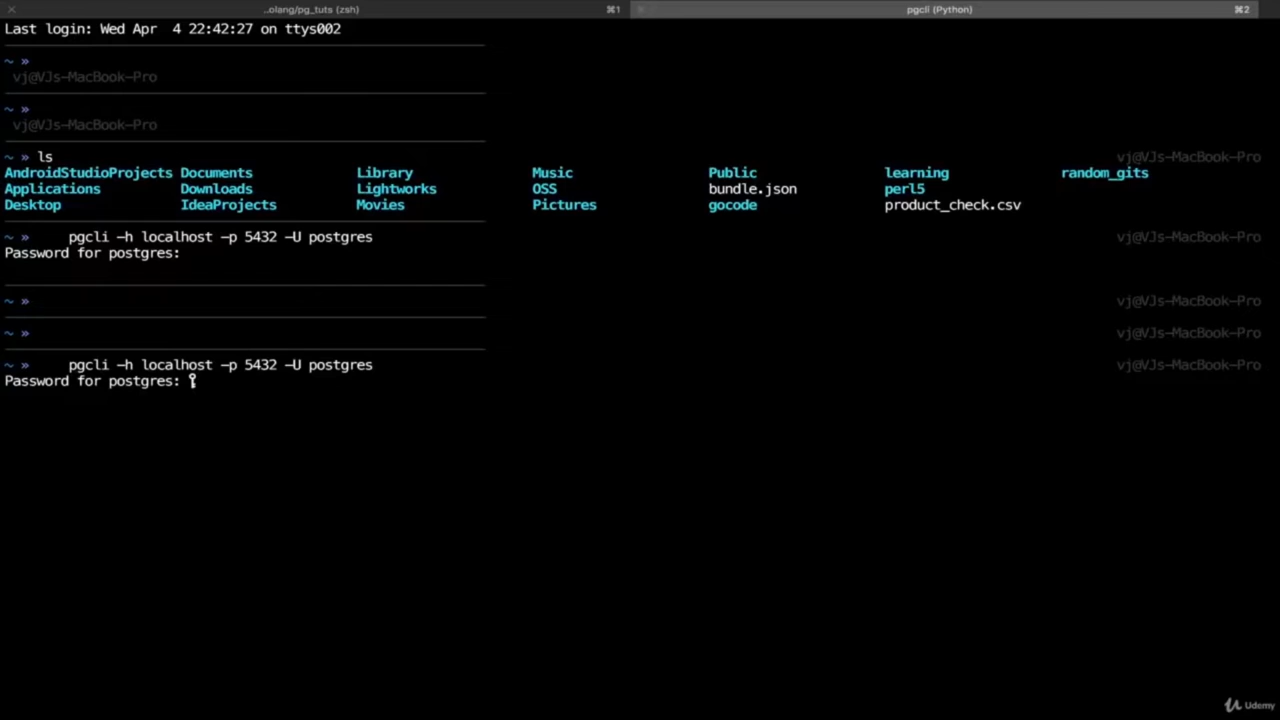 ..olang/pg_tuts (zsh) ⌘1 pgcli (Python) ⌘2
Last login: Wed Apr  4 22:42:27 on ttys002
~ »
vj@VJs-MacBook-Pro
~ »
vj@VJs-MacBook-Pro
~ » ls vj@VJs-MacBook-Pro
AndroidStudioProjects Documents Library Music Public learning random_gits
Applications Downloads Lightworks OSS bundle.json perl5
Desktop IdeaProjects Movies Pictures gocode product_check.csv
~ » pgcli -h localhost -p 5432 -U postgres vj@VJs-MacBook-Pro
Password for postgres:
~ » vj@VJs-MacBook-Pro
~ » vj@VJs-MacBook-Pro
~ » pgcli -h localhost -p 5432 -U postgres vj@VJs-MacBook-Pro
Password for postgres:
Udemy